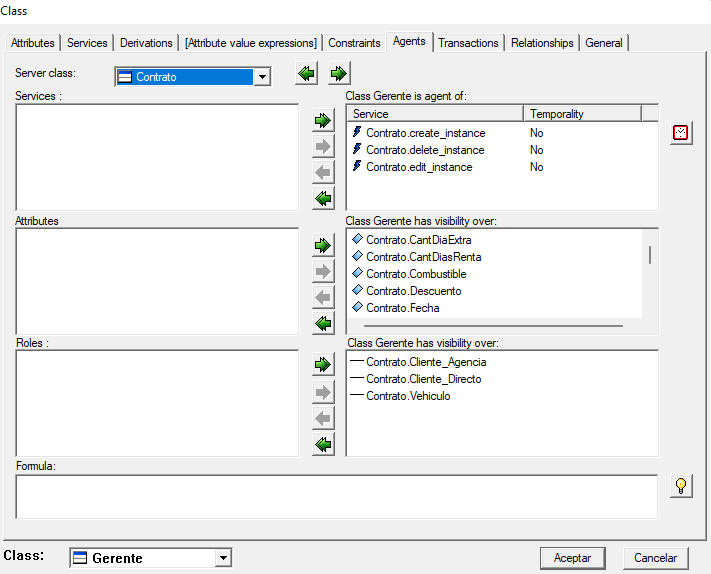 Class
Attributes Services Derivations [Attribute value expressions] Constraints Agents Transactions Relationships General
Server class: Contrato
Services : Class Gerente is agent of:
Service Temporality
Contrato.create_instance No
Contrato.delete_instance No
Contrato.edit_instance No
Attributes Class Gerente has visibility over:
Contrato.CantDiaExtra
Contrato.CantDiasRenta
Contrato.Combustible
Contrato.Descuento
Contrato.Fecha
Roles : Class Gerente has visibility over:
Contrato.Cliente_Agencia
Contrato.Cliente_Directo
Contrato.Vehiculo
Formula:
Class: Gerente Aceptar Cancelar